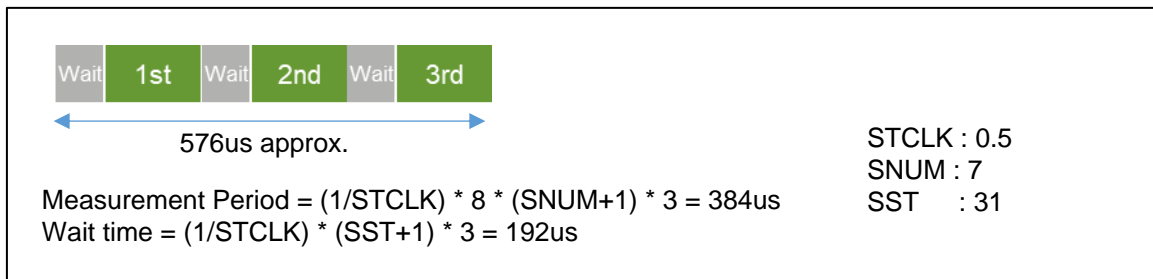 Wait 1st Wait 2nd Wait 3rd
576us approx.
STCLK : 0.5
SNUM : 7
SST : 31
Measurement Period = (1/STCLK) * 8 * (SNUM+1) * 3 = 384us
Wait time = (1/STCLK) * (SST+1) * 3 = 192us